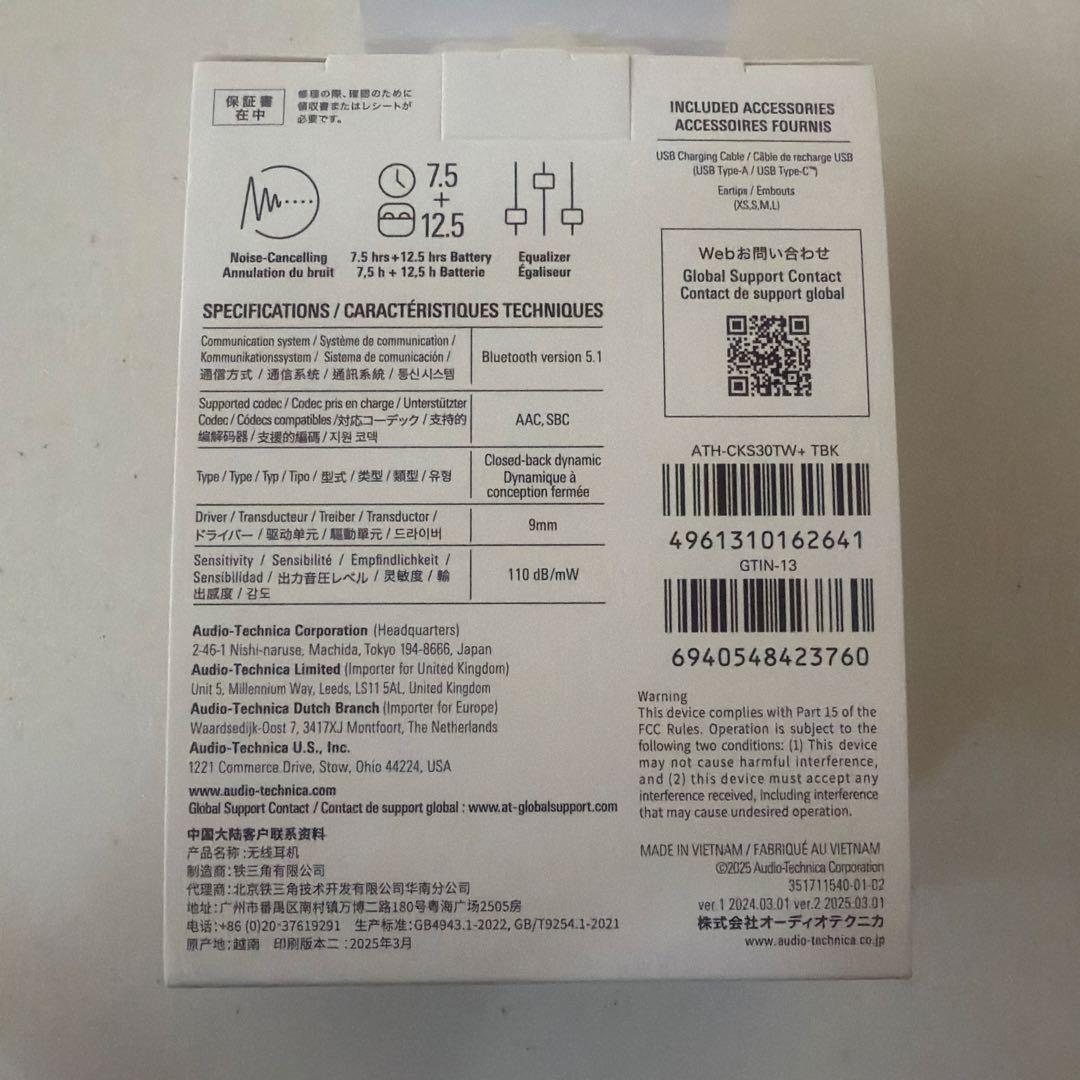 保証書
在中
修理の際、確認のために
領収書またはレシートが
必要です。
7.5
+
12.5
Noise-Cancelling
Annulation du bruit
7.5 hrs+12.5 hrs Battery
7,5 h + 12,5 h Batterie
Equalizer
Égaliseur
SPECIFICATIONS / CARACTÉRISTIQUES TECHNIQUES
Communication system / Système de communication /
Kommunikationssystem / Sistema de comunicación /
通信方式 / 通信系统 / 通訊系統 / 통신 시스템
Bluetooth version 5.1
Supported codec / Codec pris en charge / Unterstützter
Codec / Códecs compatibles /対応コーデック / 支持的
编解码器 / 支援的編碼 / 지원 코덱
AAC, SBC
Type / Type / Typ / Tipo / 型式 / 类型 / 類型 / 유형
Closed-back dynamic
Dynamique à
conception fermée
Driver / Transducteur / Treiber / Transductor /
ドライバー / 驱动单元 / 驅動單元 / 드라이버
9mm
Sensitivity / Sensibilité / Empfindlichkeit /
Sensibilidad / 出力音圧レベル / 灵敏度 / 輸
出感度 / 감도
110 dB/mW
Audio-Technica Corporation (Headquarters)
2-46-1 Nishi-naruse, Machida, Tokyo 194-8666, Japan
Audio-Technica Limited (Importer for United Kingdom)
Unit 5, Millennium Way, Leeds, LS11 5AL, United Kingdom
Audio-Technica Dutch Branch (Importer for Europe)
Waardsedijk-Oost 7, 3417XJ Montfoort, The Netherlands
Audio-Technica U.S., Inc.
1221 Commerce Drive, Stow, Ohio 44224, USA
www.audio-technica.com
Global Support Contact / Contact de support global : www.at-globalsupport.com
中国大陆客户联系资料
产品名称:无线耳机
制造商:铁三角有限公司
代理商:北京铁三角技术开发有限公司华南分公司
地址:广州市番禺区南村镇万博二路180号粤海广场2505房
电话:+86 (0)20-37619291 生产标准:GB4943.1-2022, GB/T9254.1-2021
原产地:越南 印刷版本二:2025年3月
INCLUDED ACCESSORIES
ACCESSOIRES FOURNIS
USB Charging Cable / Câble de recharge USB
(USB Type-A / USB Type-C™)
Eartips / Embouts
(XS,S,M,L)
Webお問い合わせ
Global Support Contact
Contact de support global
ATH-CKS30TW+ TBK
4961310162641
GTIN-13
6940548423760
Warning
This device complies with Part 15 of the
FCC Rules. Operation is subject to the
following two conditions: (1) This device
may not cause harmful interference,
and (2) this device must accept any
interference received, including interference
that may cause undesired operation.
MADE IN VIETNAM / FABRIQUÉ AU VIETNAM
©2025 Audio-Technica Corporation
351711540-01-02
ver.1 2024.03.01 ver.2 2025.03.01
株式会社オーディオテクニカ
www.audio-technica.co.jp